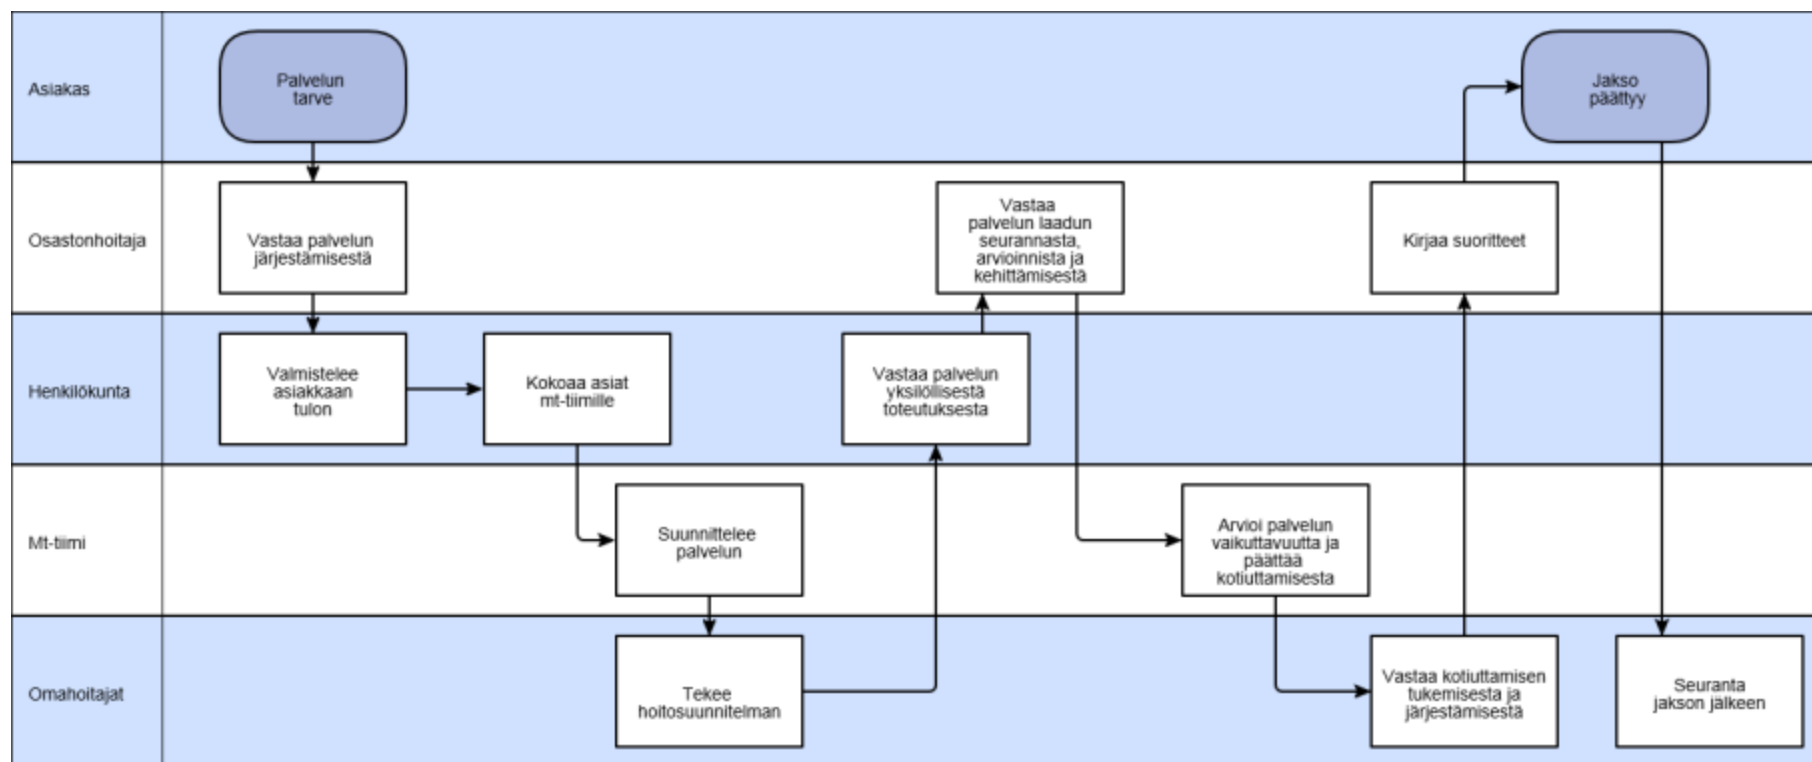 Asiakas
Palvelun
tarve
Jakso
päättyy
Osastonhoitaja
Vastaa palvelun
järjestämisestä
Vastaa
palvelun laadun
seurannasta,
arvioinnista ja
kehittämisestä
Kirjaa suoritteet
Henkilökunta
Valmistelee
asiakkaan
tulon
Kokoaa asiat
mt-tiimille
Vastaa palvelun
yksilöllisestä
toteutuksesta
Mt-tiimi
Suunnittelee
palvelun
Arvioi palvelun
vaikuttavuutta ja
päättää
kotiuttamisesta
Omahoitajat
Tekee
hoitosuunnitelman
Vastaa kotiuttamisen
tukemisesta ja
järjestämisestä
Seuranta
jakson jälkeen